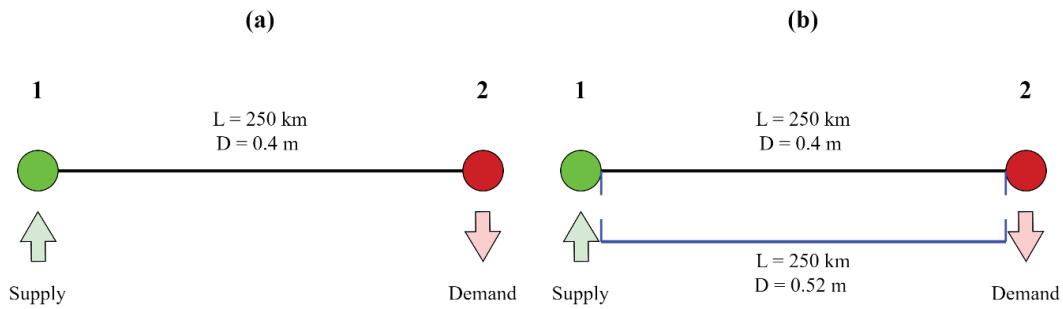 (a)
1
2
L = 250 km
D = 0.4 m
Supply
Demand
(b)
1
2
L = 250 km
D = 0.4 m
L = 250 km
D = 0.52 m
Supply
Demand